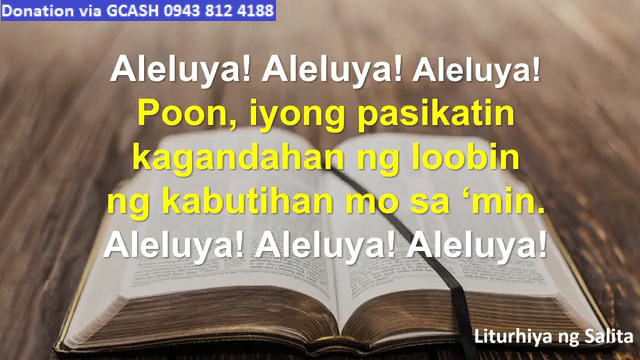 Donation via GCASH 0943 812 4188
Aleluya! Aleluya! Aleluya!
Poon, iyong pasikatin
kagandahan ng loobin
ng kabutihan mo sa ‘min.
Aleluya! Aleluya! Aleluya!
Liturhiya ng Salita